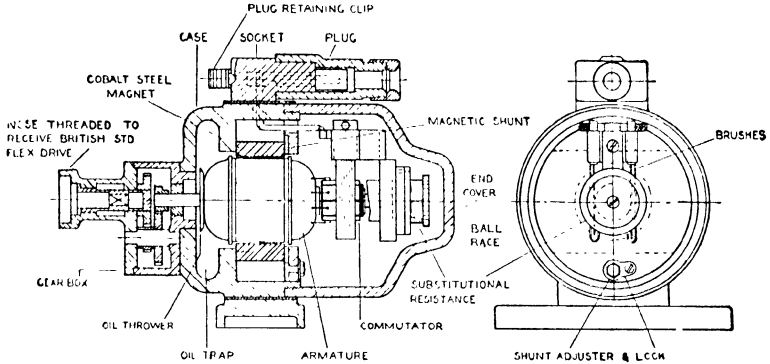 PLUG RETAINING CLIP
CASE
SOCKET
PLUG
COBALT STEEL
MAGNET
THREADED TO
RECEIVE BRITISH STD
FLEX DRIVE
MAGNETIC SHUNT
BRUSHES
END
COVER
BALL
RACE
GEAR BOX
SUBSTITUTIONAL
RESISTANCE
OIL THROWER
COMMUTATOR
OIL TRAP
ARMATURE
SHUNT ADJUSTER & LOCK